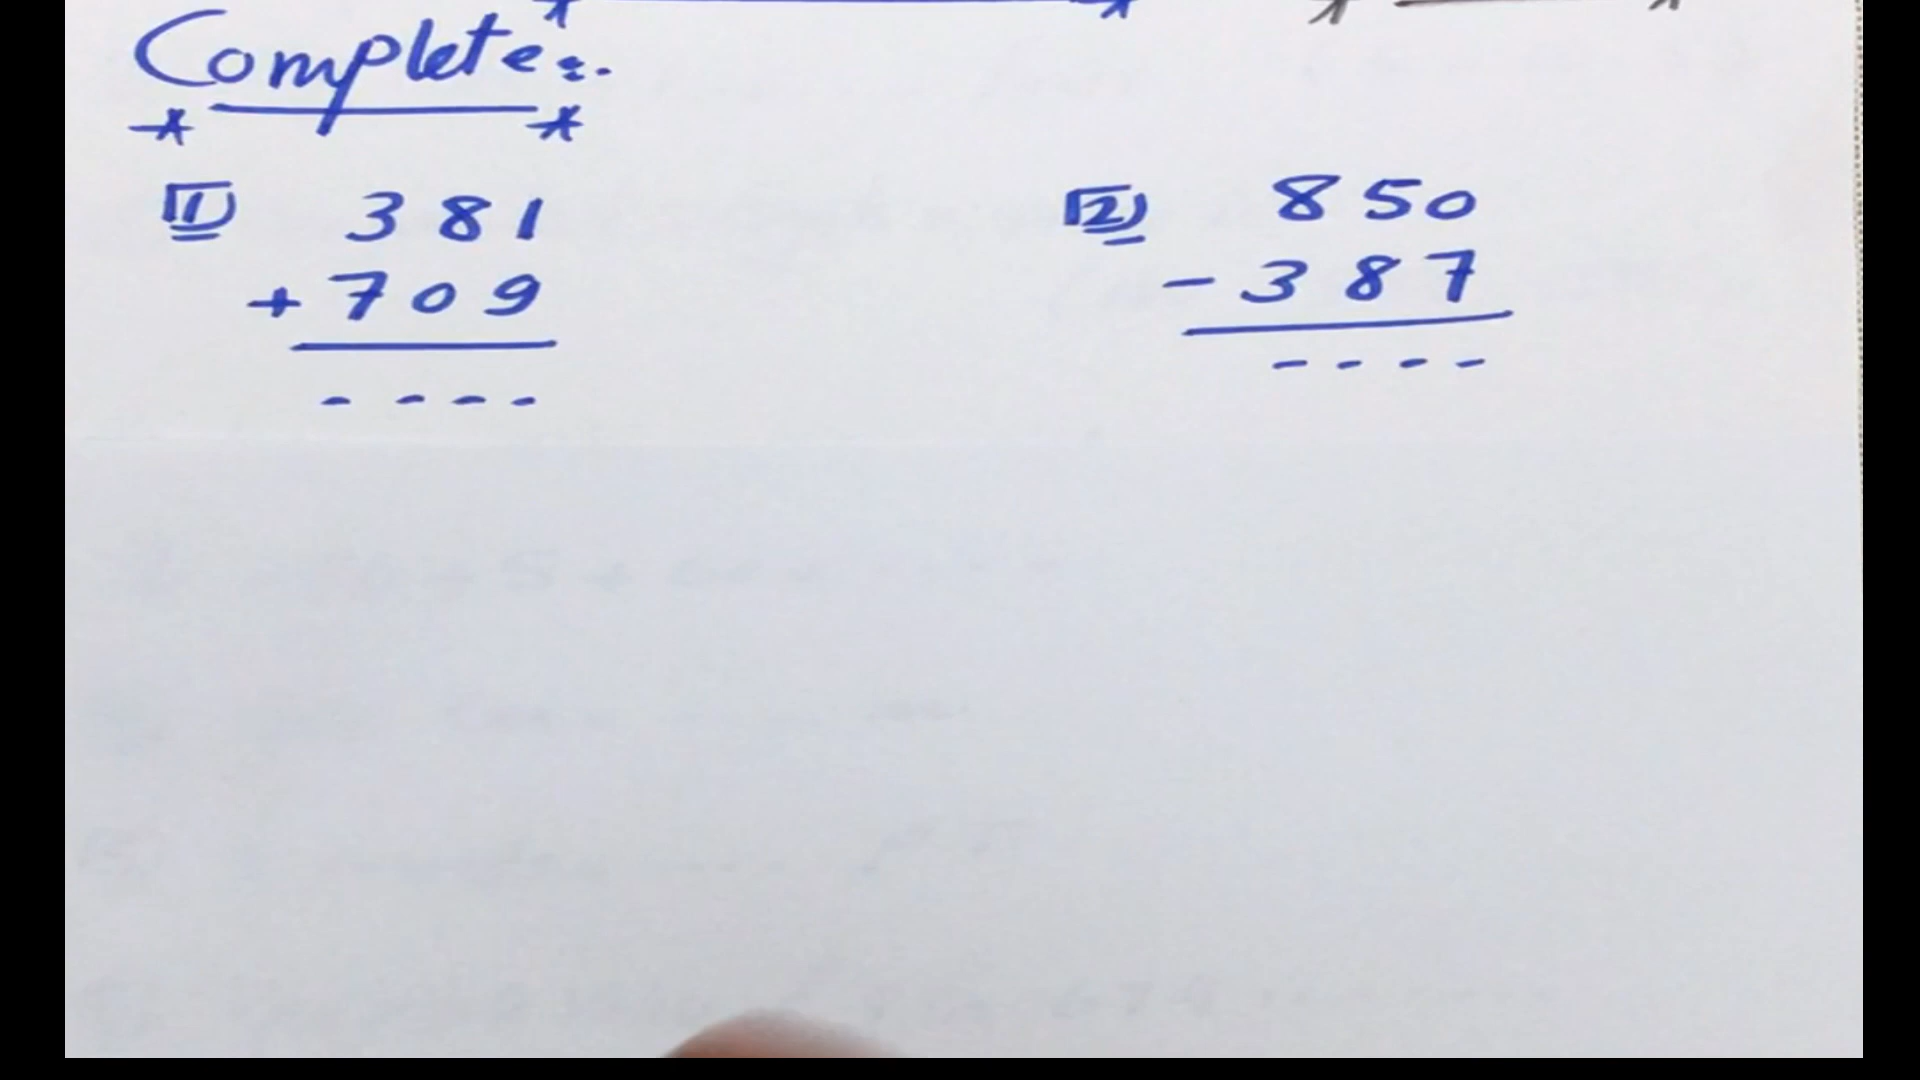 Complete:.
1 381
+ 709
- - - -
2 850
- 387
- - - -